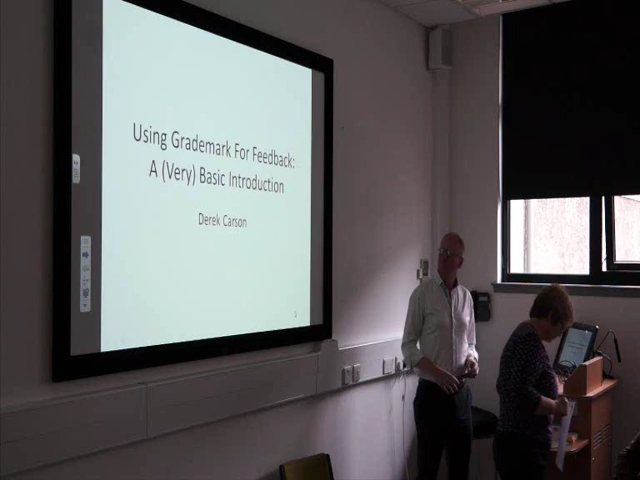 Using Grademark For Feedback:
A (Very) Basic Introduction
Derek Carson